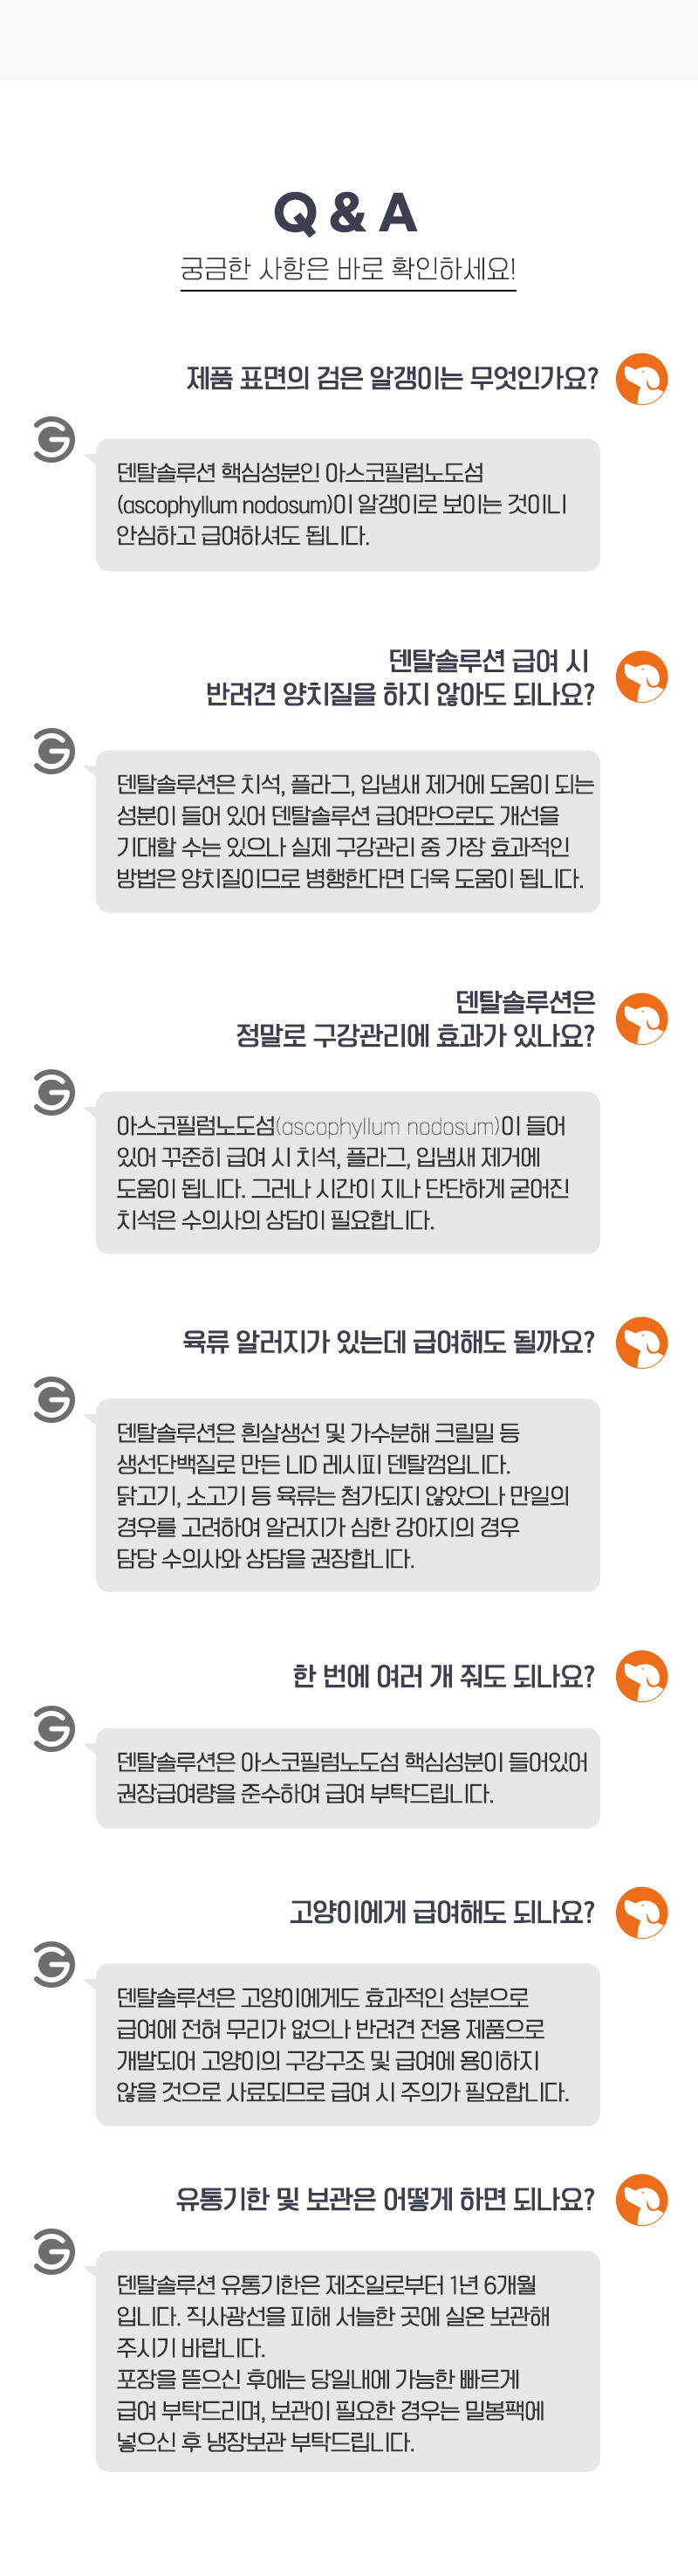 Q & A
궁금한 사항은 바로 확인하세요!
제품 표면의 검은 알갱이는 무엇인가요?
덴탈솔루션 핵심성분인 아스코필럼노도섬
(ascophyllum nodosum)이 알갱이로 보이는 것이니
안심하고 급여하셔도 됩니다.
덴탈솔루션 급여 시
반려견 양치질을 하지 않아도 되나요?
덴탈솔루션은 치석, 플라그, 입냄새 제거에 도움이 되는
성분이 들어 있어 덴탈솔루션 급여만으로도 개선을
기대할 수는 있으나 실제 구강관리 중 가장 효과적인
방법은 양치질이므로 병행한다면 더욱 도움이 됩니다.
덴탈솔루션은
정말로 구강관리에 효과가 있나요?
아스코필럼노도섬(ascophyllum nodosum)이 들어
있어 꾸준히 급여 시 치석, 플라그, 입냄새 제거에
도움이 됩니다. 그러나 시간이 지나 단단하게 굳어진
치석은 수의사의 상담이 필요합니다.
육류 알러지가 있는데 급여해도 될까요?
덴탈솔루션은 흰살생선 및 가수분해 크릴밀 등
생선단백질로 만든 LID 레시피 덴탈껌입니다.
닭고기, 소고기 등 육류는 첨가되지 않았으나 만일의
경우를 고려하여 알러지가 심한 강아지의 경우
담당 수의사와 상담을 권장합니다.
한 번에 여러 개 줘도 되나요?
덴탈솔루션은 아스코필럼노도섬 핵심성분이 들어있어
권장급여량을 준수하여 급여 부탁드립니다.
고양이에게 급여해도 되나요?
덴탈솔루션은 고양이에게도 효과적인 성분으로
급여에 전혀 무리가 없으나 반려견 전용 제품으로
개발되어 고양이의 구강구조 및 급여에 용이하지
않을 것으로 사료되므로 급여 시 주의가 필요합니다.
유통기한 및 보관은 어떻게 하면 되나요?
덴탈솔루션 유통기한은 제조일로부터 1년 6개월
입니다. 직사광선을 피해 서늘한 곳에 실온 보관해
주시기 바랍니다.
포장을 뜯으신 후에는 당일내에 가능한 빠르게
급여 부탁드리며, 보관이 필요한 경우는 밀봉팩에
넣으신 후 냉장보관 부탁드립니다.